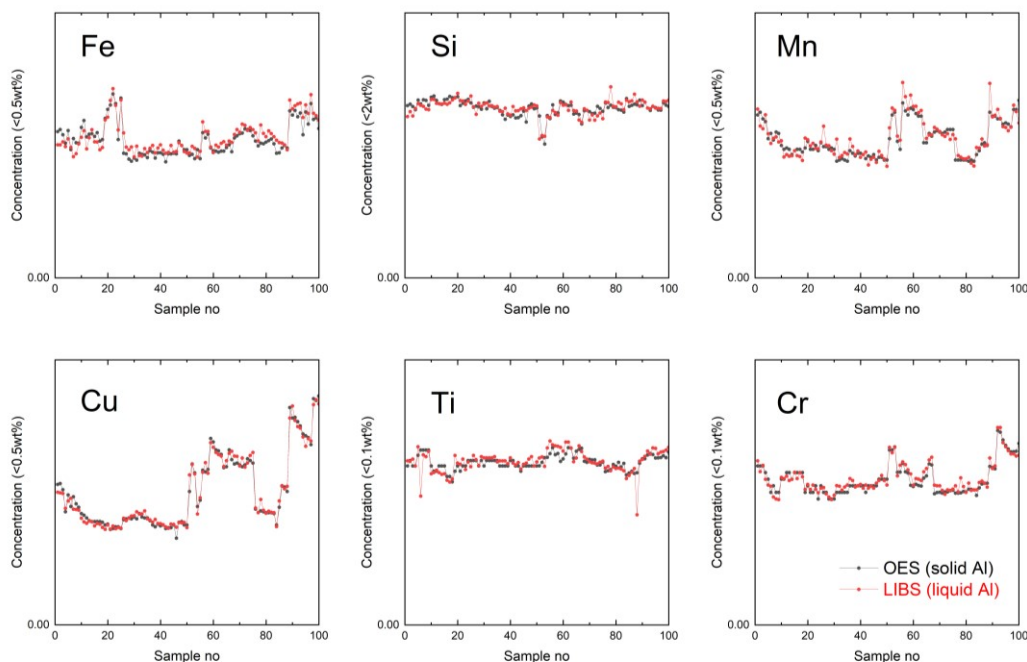 Fe
Concentration (<0.5wt%)
0.00
0 20 40 60 80 100
Sample no
Si
Concentration (<2wt%)
0.00
0 20 40 60 80 100
Sample no
Mn
Concentration (<0.5wt%)
0.00
0 20 40 60 80 100
Sample no
Cu
Concentration (<0.5wt%)
0.00
0 20 40 60 80 100
Sample no
Ti
Concentration (<0.1wt%)
0.00
0 20 40 60 80 100
Sample no
Cr
Concentration (<0.1wt%)
OES (solid Al)
LIBS (liquid Al)
0.00
0 20 40 60 80 100
Sample no